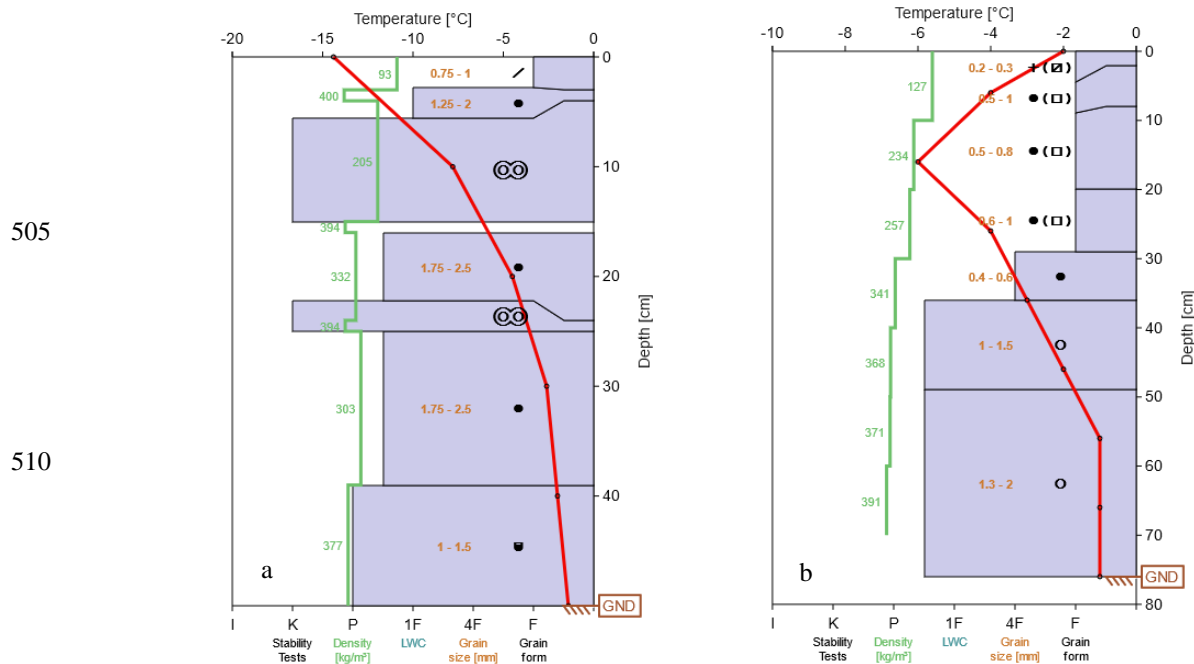 505
510
Temperature [°C]
-20 -15 -10 -5 0
93
0.75 - 1
400
1.25 - 2
205
10
394
332
1.75 - 2.5
20
394
30
303
1.75 - 2.5
40
377
1 - 1.5
a
GND
I K P 1F 4F F
Stability Tests
Density [kg/m³]
LWC
Grain size [mm]
Grain form
Depth [cm]
Temperature [°C]
-10 -8 -6 -4 -2 0
0
0.2 - 0.3
127
0.5 - 1
10
234
0.5 - 0.8
20
257
0.6 - 1
30
341
0.4 - 0.6
40
368
1 - 1.5
50
371
60
391
1.3 - 2
70
b
GND
80
I K P 1F 4F F
Stability Tests
Density [kg/m³]
LWC
Grain size [mm]
Grain form
Depth [cm]